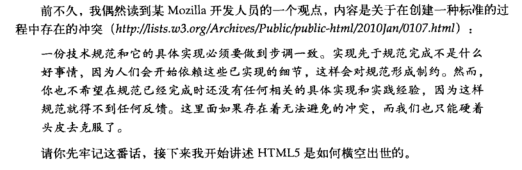 前不久，我偶然读到某 Mozilla 开发人员的一个观点，内容是关于在创建一种标准的过
程中存在的冲突（http://lists.w3.org/Archives/Public/public-html/2010Jan/0107.html）：
一份技术规范和它的具体实现必须要做到步调一致。实现先于规范完成不是什么
好事情，因为人们会开始依赖这些已实现的细节，这样会对规范形成制约。然而，
你也不希望在规范已经完成时还没有任何相关的具体实现和实践经验，因为这样
规范就得不到任何反馈。这里面如果存在着无法避免的冲突，而我们也只能硬着
头皮去克服了。
请你先牢记这番话，接下来我开始讲述 HTML5 是如何横空出世的。